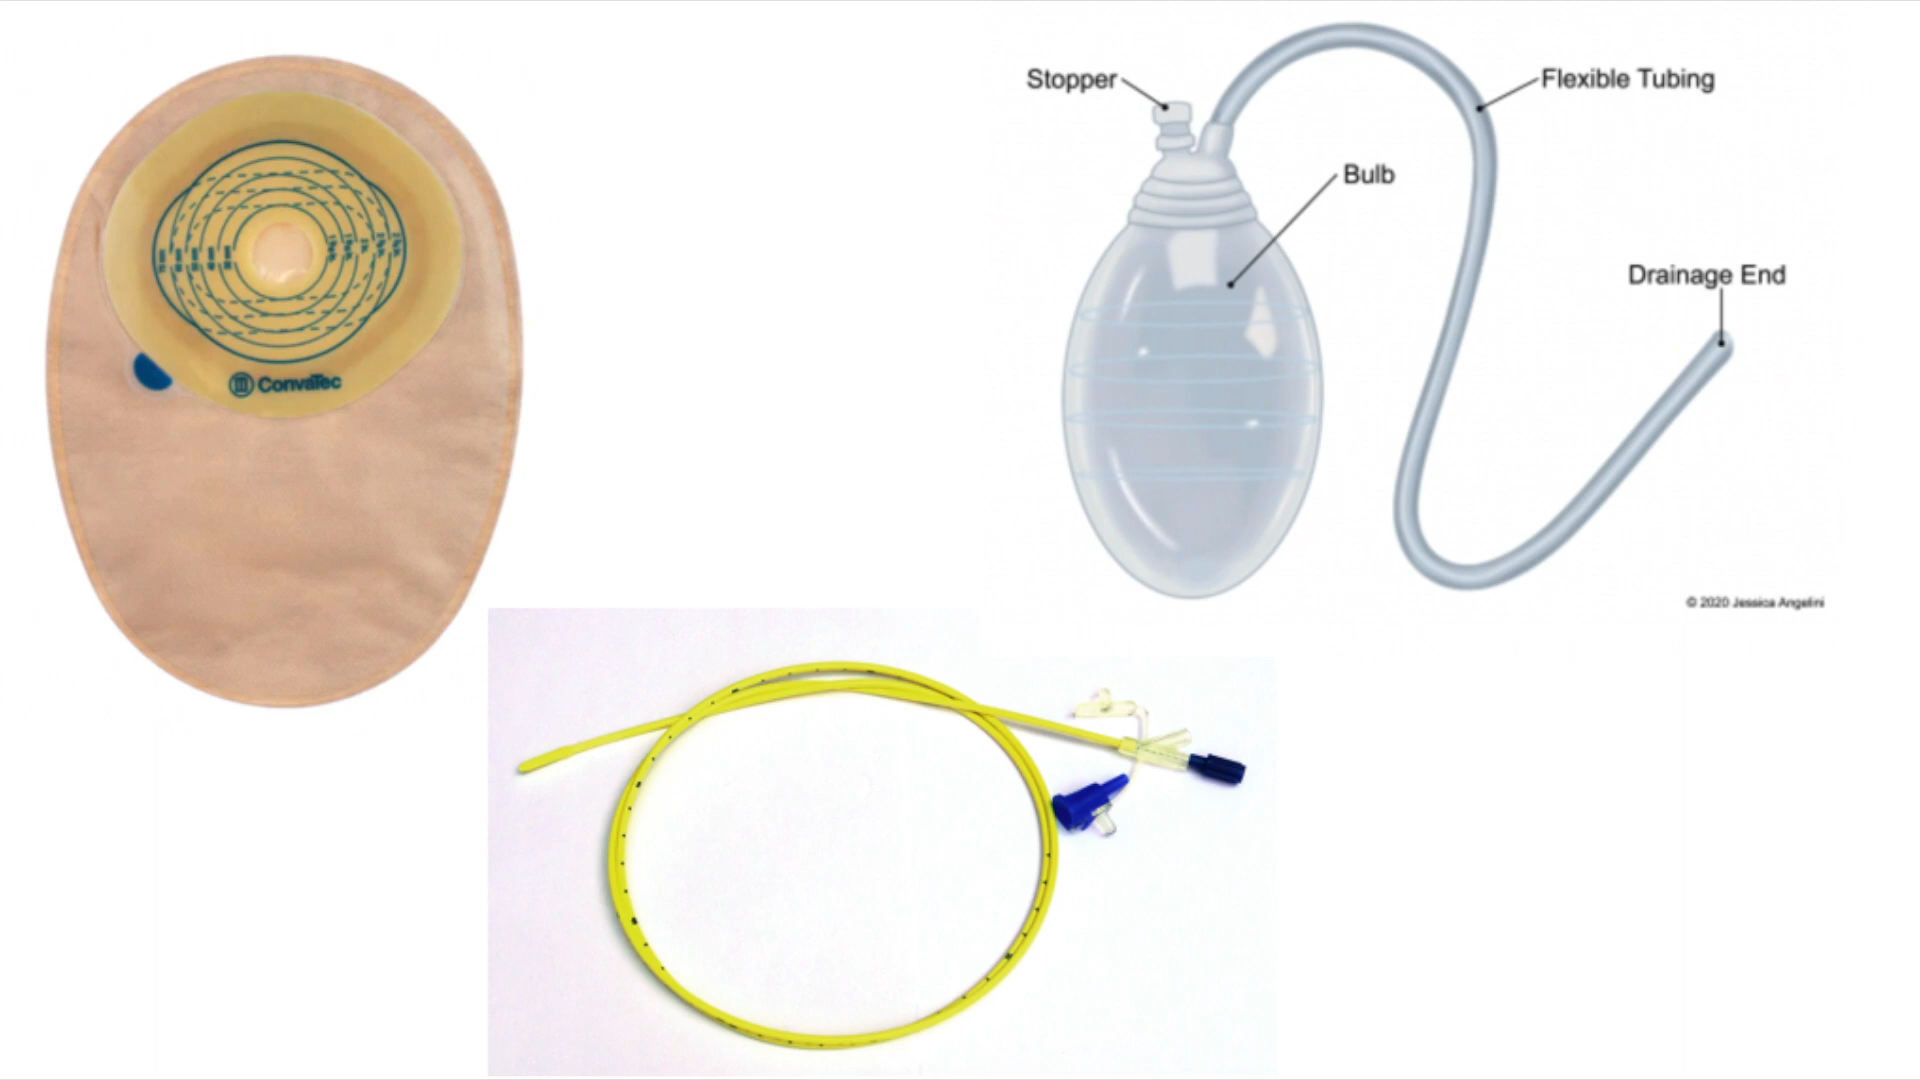 Stopper
Flexible Tubing
Bulb
Drainage End
ConvaTec
© 2020 Jessica Angelini